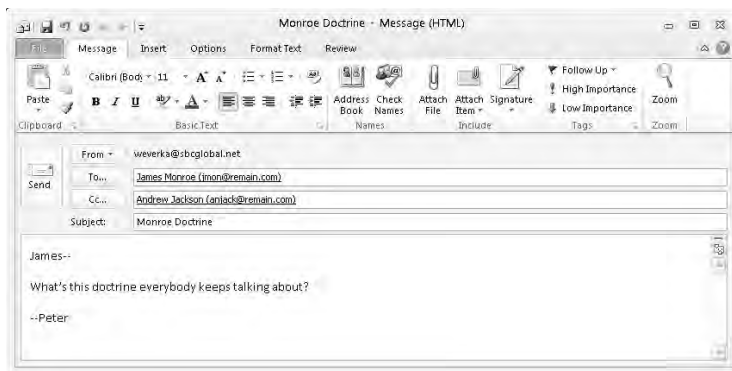 Monroe Doctrine - Message (HTML)
File Message Insert Options Format Text Review
Calibri (Body 11 A A
Paste B I U ab A Address Book Check Names Attach File Attach Item Signature Follow Up High Importance Low Importance Zoom
Clipboard Basic Text Names Include Tags Zoom
From weverka@sbcglobal.net
Send To... James Monroe (jmon@remain.com)
Cc... Andrew Jackson (anjack@remain.com)
Subject: Monroe Doctrine
James--
What's this doctrine everybody keeps talking about?
--Peter